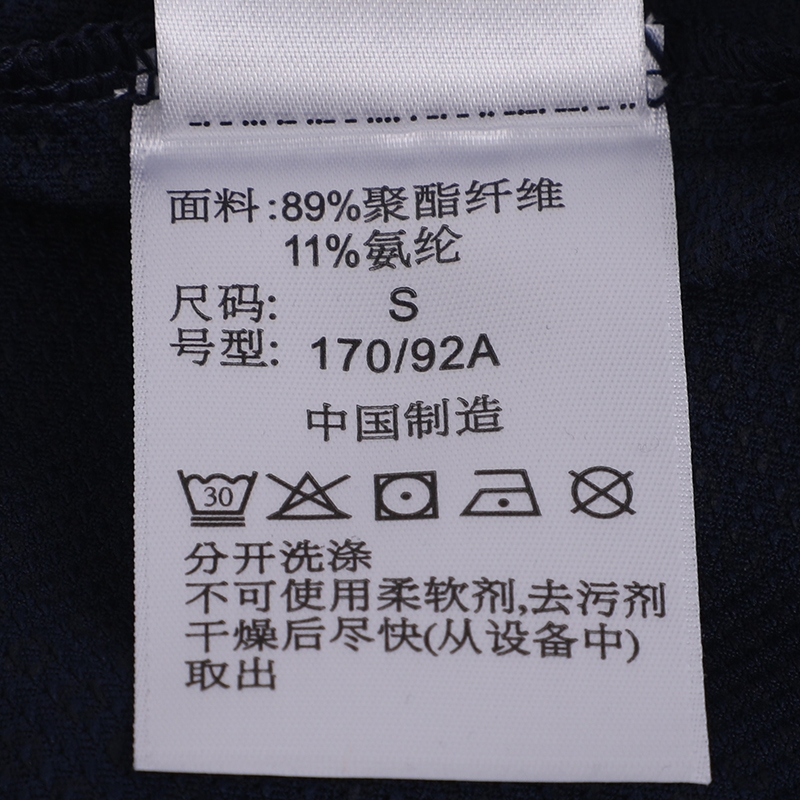 面料:89%聚酯纤维
11%氨纶
尺码: S
号型: 170/92A
中国制造
30
分开洗涤
不可使用柔软剂,去污剂
干燥后尽快(从设备中)
取出